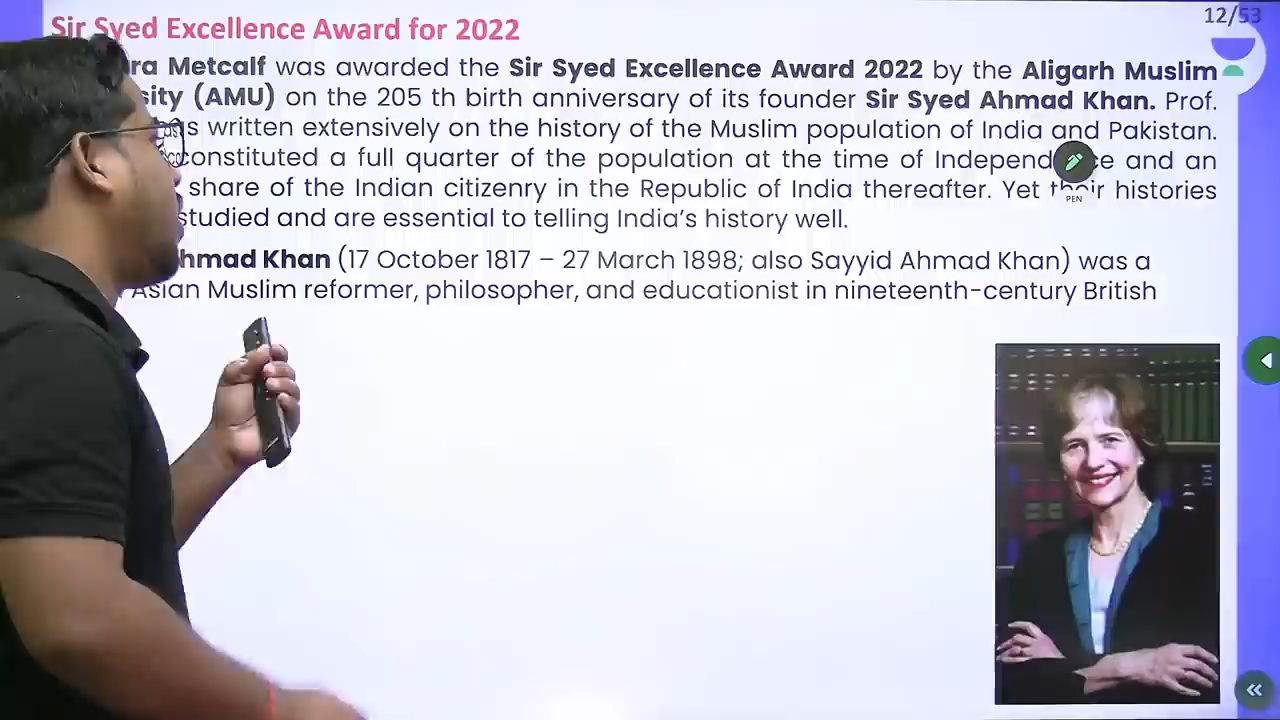 Sir Syed Excellence Award for 2022
12/53
ra Metcalf was awarded the Sir Syed Excellence Award 2022 by the Aligarh Muslim
sity (AMU) on the 205 th birth anniversary of its founder Sir Syed Ahmad Khan. Prof.
s written extensively on the history of the Muslim population of India and Pakistan.
constituted a full quarter of the population at the time of Independ e and an
share of the Indian citizenry in the Republic of India thereafter. Yet their histories
studied and are essential to telling India's history well.
PEN
hmad Khan (17 October 1817 – 27 March 1898; also Sayyid Ahmad Khan) was a
Asian Muslim reformer, philosopher, and educationist in nineteenth-century British